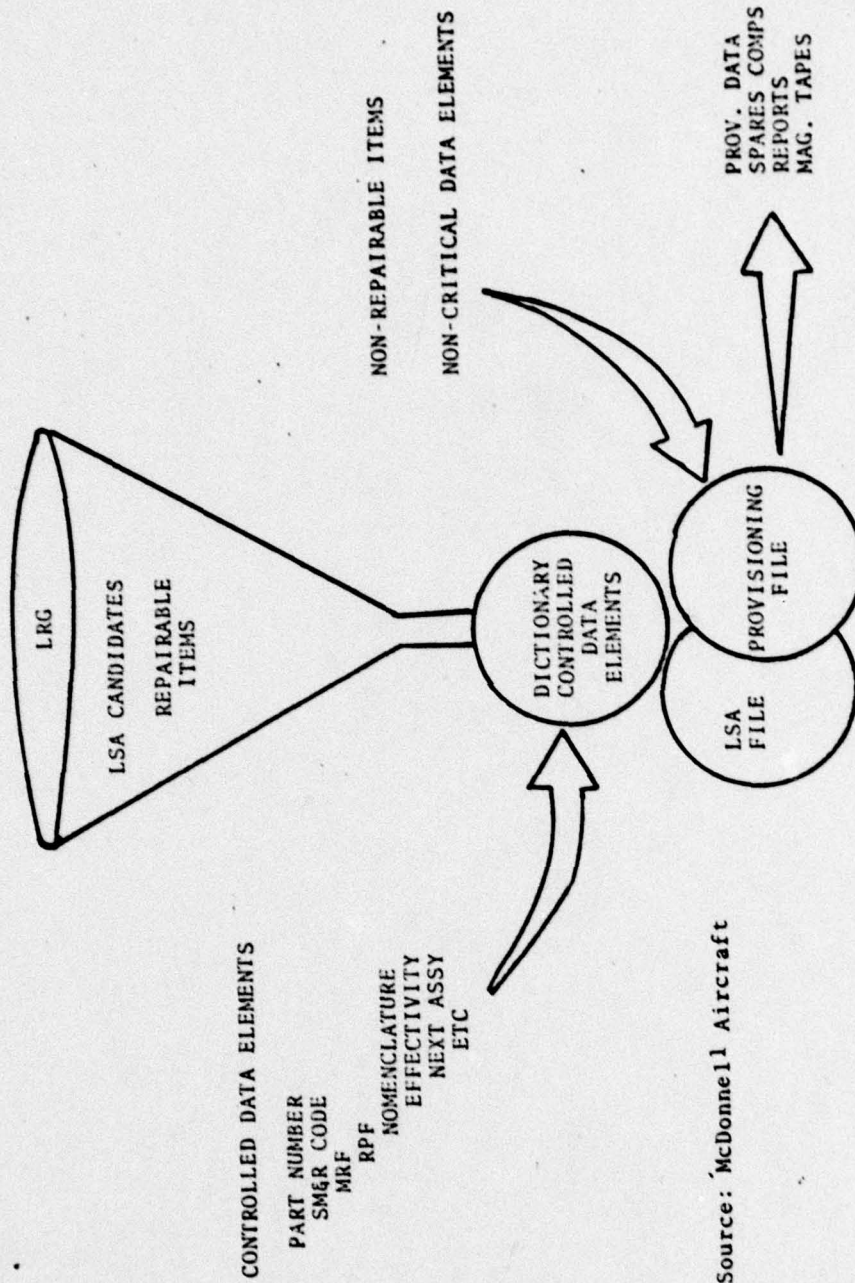 LRG
LSA CANDIDATES
REPAIRABLE
ITEMS
CONTROLLED DATA ELEMENTS
PART NUMBER
SM&R CODE
MRF
RPF
NOMENCLATURE
EFFECTIVITY
NEXT ASSY
ETC
DICTIONARY
CONTROLLED
DATA
ELEMENTS
NON-REPAIRABLE ITEMS
NON-CRITICAL DATA ELEMENTS
LSA
FILE
PROVISIONING
FILE
PROV. DATA
SPARES COMPS
REPORTS
MAG. TAPES
Source: McDonnell Aircraft